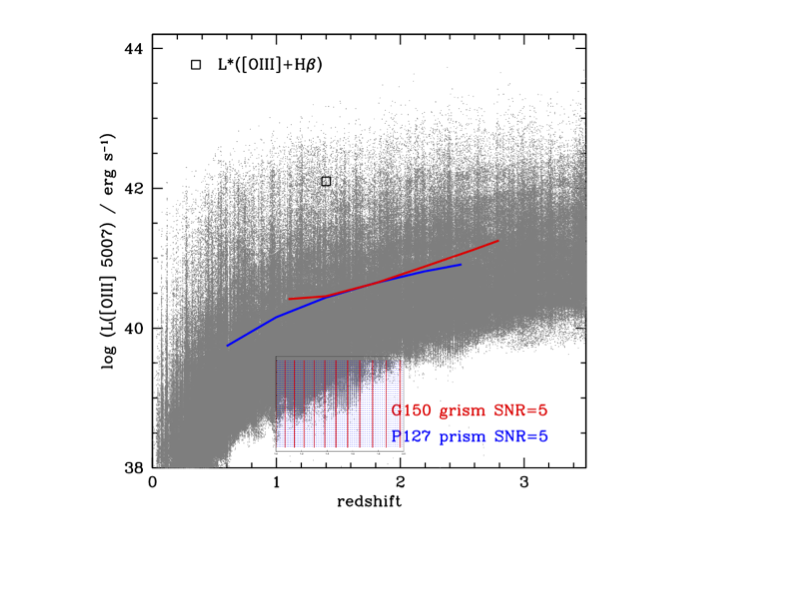 44
L*([OIII]+Hβ)
42
log (L([OIII] 5007) / erg s⁻¹)
40
G150 grism SNR=5
P127 prism SNR=5
38
0 1 2 3
redshift